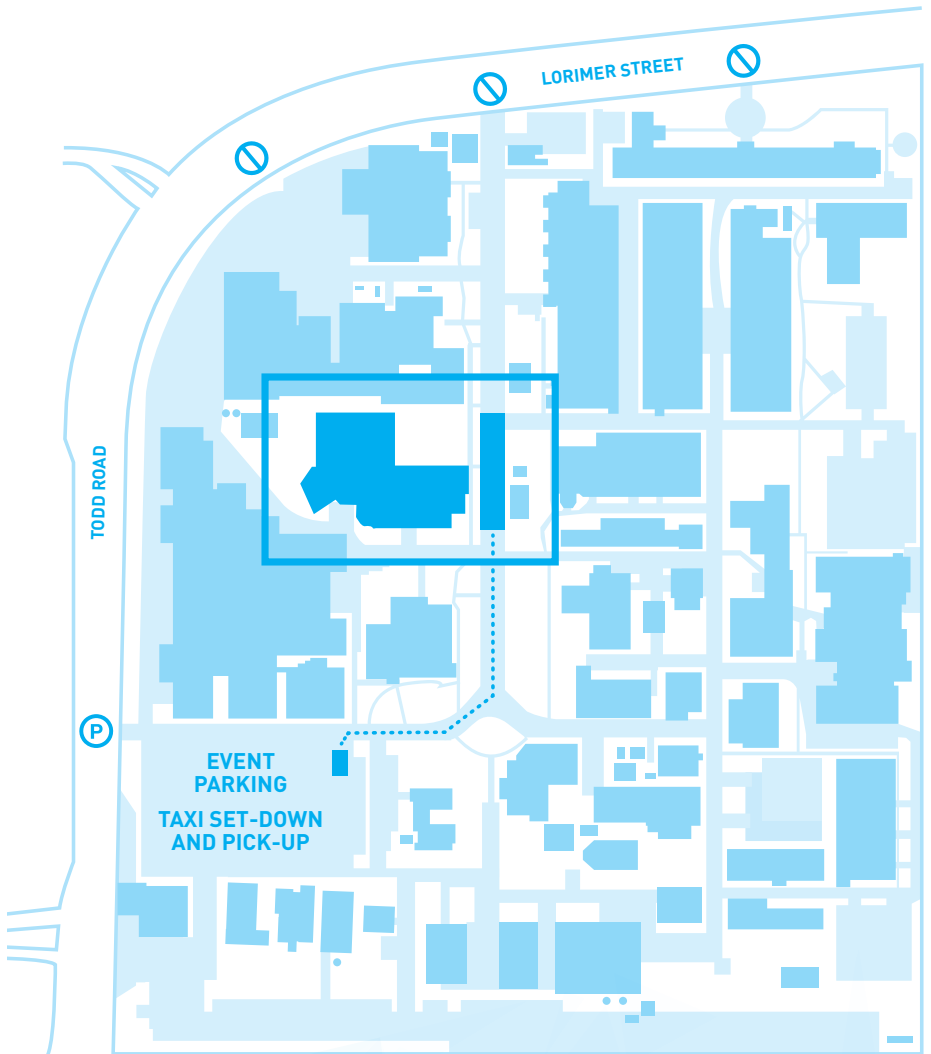 LORIMER STREET
TODD ROAD
P
EVENT
PARKING
TAXI SET-DOWN
AND PICK-UP